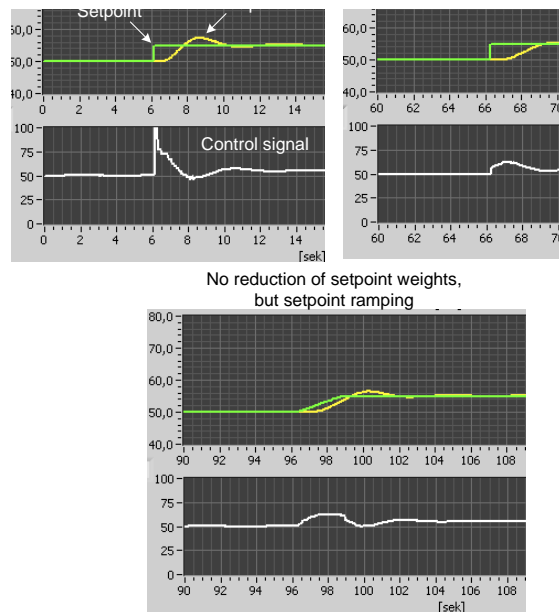 Setpoint
60,0
50,0
40,0
0 2 4 6 8 10 12 14
100
75
50
25
0
Control signal
0 2 4 6 8 10 12 14
[sek]
60,0
50,0
40,0
60 62 64 66 68
100
75
50
25
0
60 62 64 66 68
No reduction of setpoint weights,
but setpoint ramping
80,0
70,0
60,0
50,0
40,0
90 92 94 96 98 100 102 104 106 108
100
75
50
25
0
90 92 94 96 98 100 102 104 106 108
[sek]